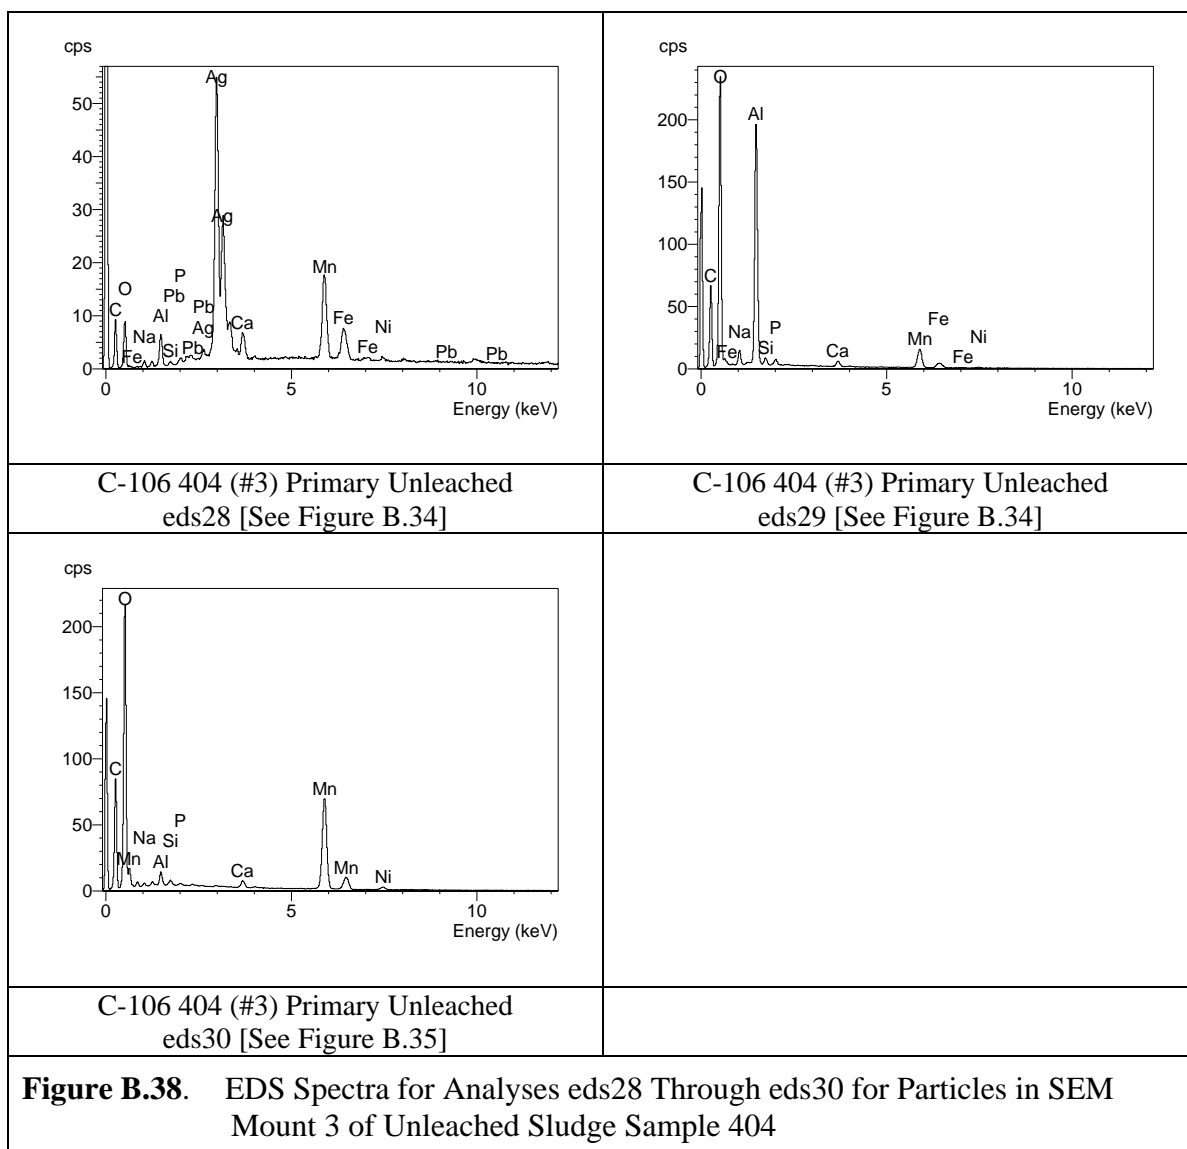 cps
50
40
30
20
10
0
Ag
Ag
Mn
P
O
Pb
Pb
C
Al
Ag
Ca
Fe
Ni
Na
Fe
Si
Pb
Fe
Pb
Pb
0
5
10
Energy (keV)
C-106 404 (#3) Primary Unleached
eds28 [See Figure B.34]
cps
200
150
100
50
0
O
Al
C
Fe
Na
P
Ni
Mn
Fe
Si
Ca
Fe
0
5
10
Energy (keV)
C-106 404 (#3) Primary Unleached
eds29 [See Figure B.34]
cps
200
150
100
50
0
O
C
Mn
P
Na
Si
Mn
Al
Ca
Mn
Ni
0
5
10
Energy (keV)
C-106 404 (#3) Primary Unleached
eds30 [See Figure B.35]
Figure B.38. EDS Spectra for Analyses eds28 Through eds30 for Particles in SEM
Mount 3 of Unleached Sludge Sample 404